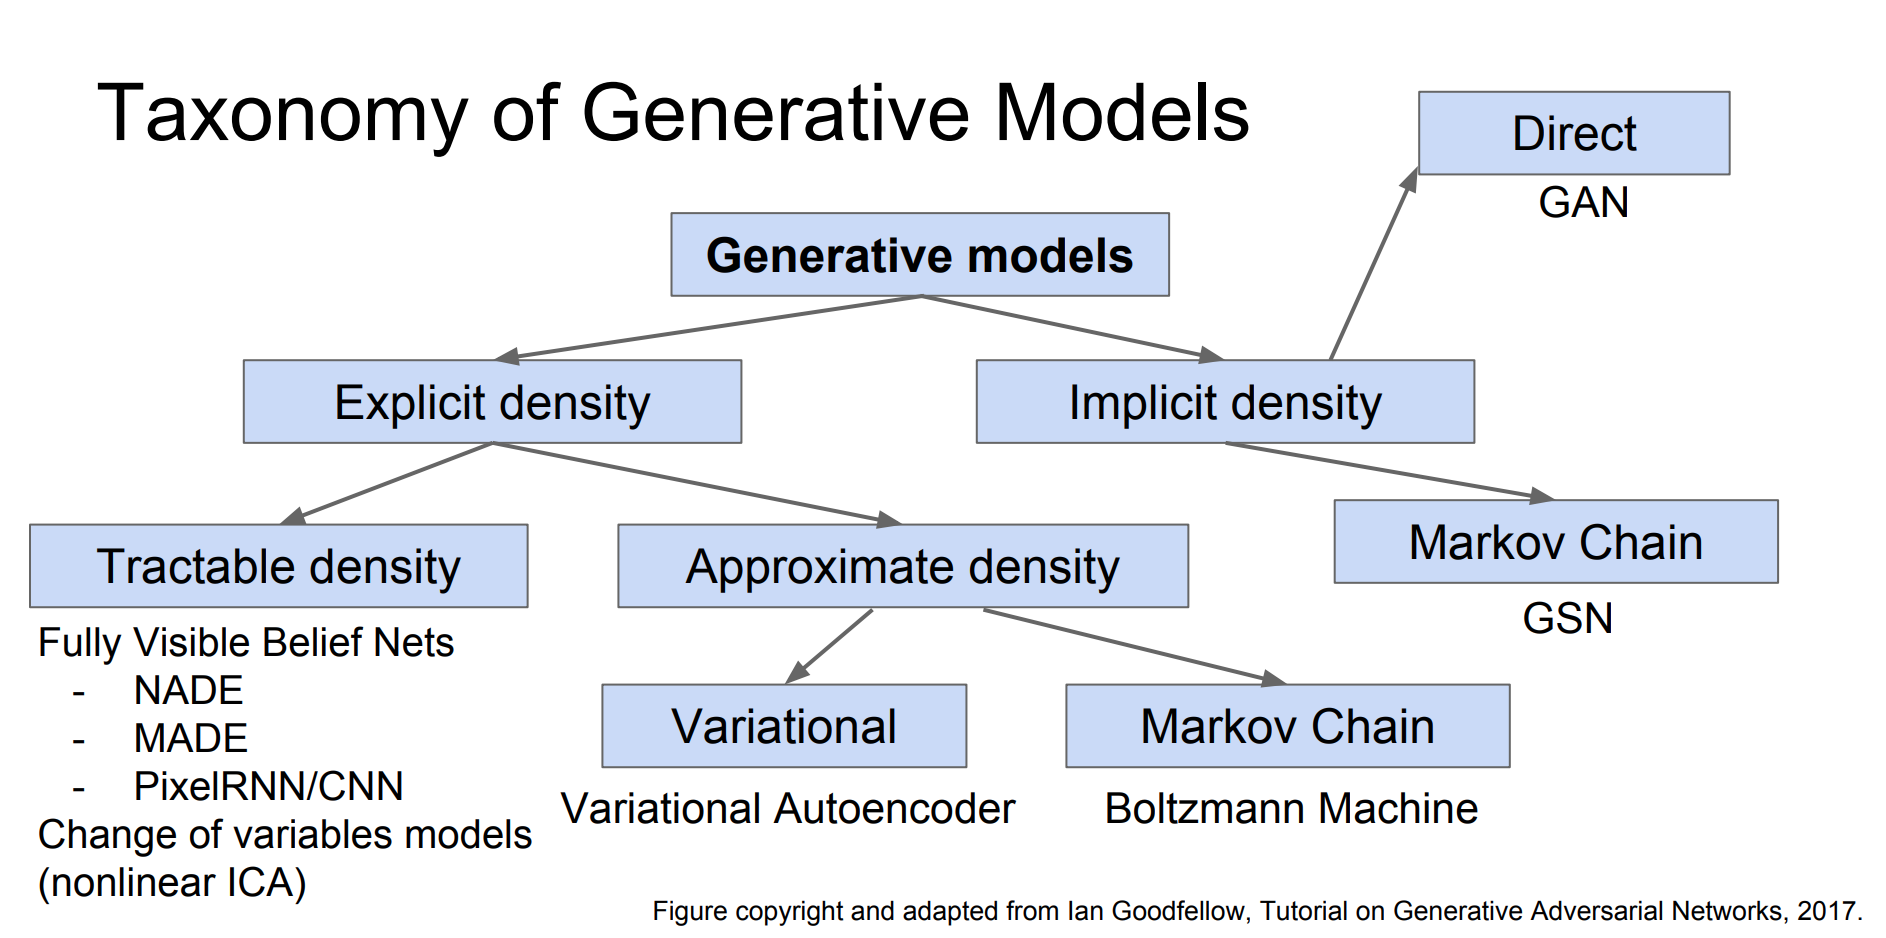 Taxonomy of Generative Models
Direct
GAN
Generative models
Explicit density
Implicit density
Tractable density
Approximate density
Markov Chain
GSN
Fully Visible Belief Nets
- NADE
- MADE
- PixelRNN/CNN
Change of variables models
(nonlinear ICA)
Variational
Markov Chain
Variational Autoencoder
Boltzmann Machine
Figure copyright and adapted from Ian Goodfellow, Tutorial on Generative Adversarial Networks, 2017.